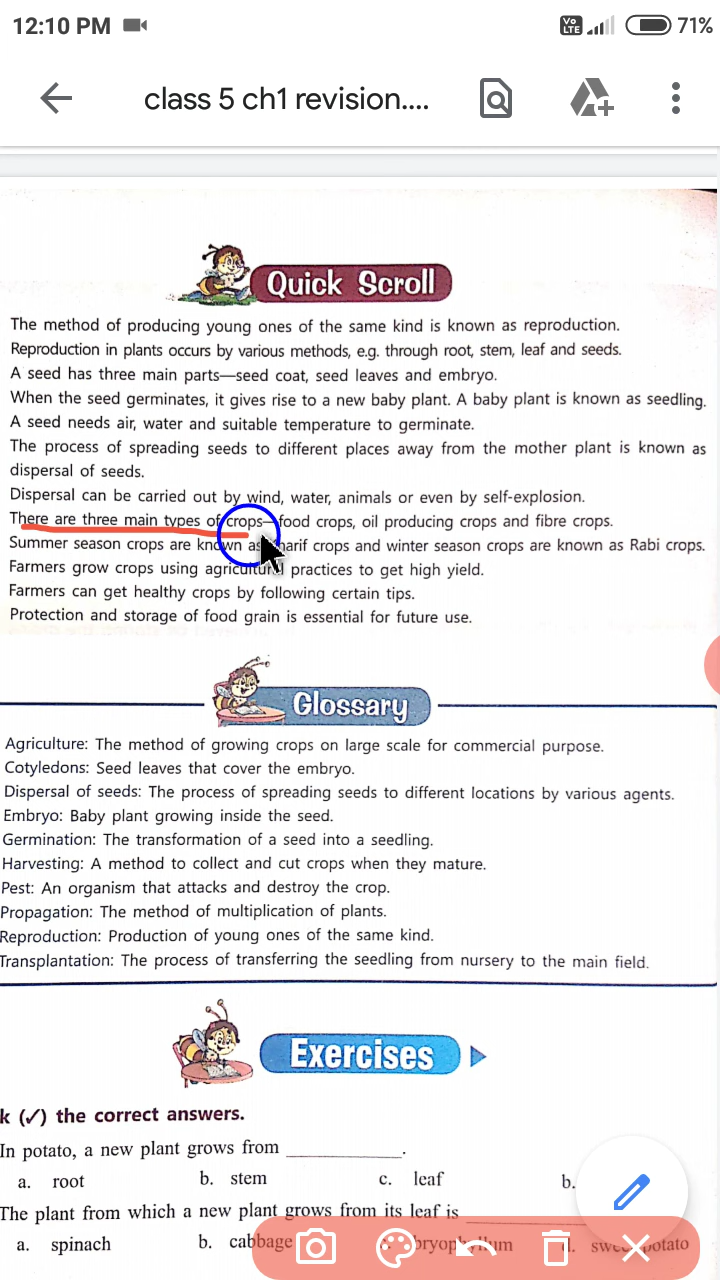 12:10 PM
Vo LTE 71%
class 5 ch1 revision....
Quick Scroll
The method of producing young ones of the same kind is known as reproduction.
Reproduction in plants occurs by various methods, e.g. through root, stem, leaf and seeds.
A seed has three main parts—seed coat, seed leaves and embryo.
When the seed germinates, it gives rise to a new baby plant. A baby plant is known as seedling.
A seed needs air, water and suitable temperature to germinate.
The process of spreading seeds to different places away from the mother plant is known as
dispersal of seeds.
Dispersal can be carried out by wind, water, animals or even by self-explosion.
There are three main types of crops—food crops, oil producing crops and fibre crops.
Summer season crops are known as crops and winter season crops are known as Rabi crops.
Farmers grow crops using agricultural practices to get high yield.
Farmers can get healthy crops by following certain tips.
Protection and storage of food grain is essential for future use.
Glossary
Agriculture: The method of growing crops on large scale for commercial purpose.
Cotyledons: Seed leaves that cover the embryo.
Dispersal of seeds: The process of spreading seeds to different locations by various agents.
Embryo: Baby plant growing inside the seed.
Germination: The transformation of a seed into a seedling.
Harvesting: A method to collect and cut crops when they mature.
Pest: An organism that attacks and destroy the crop.
Propagation: The method of multiplication of plants.
Reproduction: Production of young ones of the same kind.
Transplantation: The process of transferring the seedling from nursery to the main field.
Exercises
k (✓) the correct answers.
In potato, a new plant grows from ____________.
a. root b. stem c. leaf b.
The plant from which a new plant grows from its leaf is ____________
a. spinach b. cabbage bryophyllum d. sweet potato